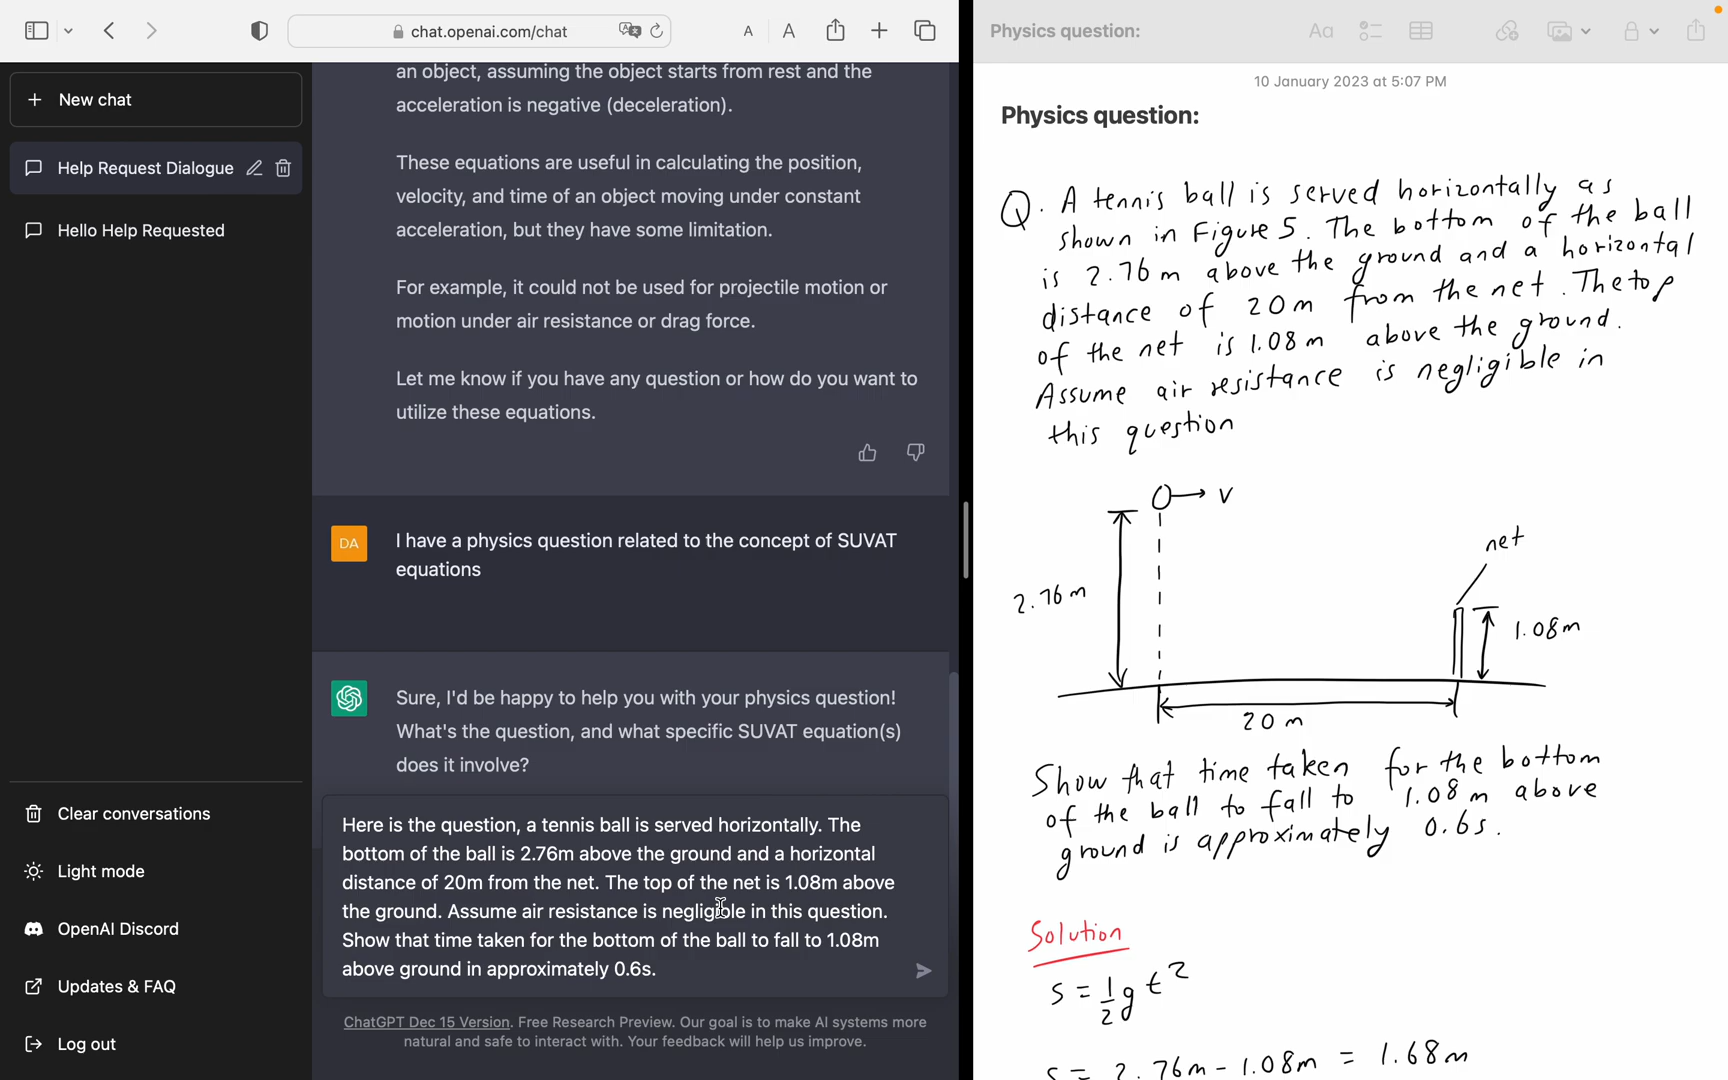 chat.openai.com/chat
A
A
New chat
Help Request Dialogue
Hello Help Requested
Clear conversations
Light mode
OpenAI Discord
Updates & FAQ
Log out
an object, assuming the object starts from rest and the
acceleration is negative (deceleration).
These equations are useful in calculating the position,
velocity, and time of an object moving under constant
acceleration, but they have some limitation.
For example, it could not be used for projectile motion or
motion under air resistance or drag force.
Let me know if you have any question or how do you want to
utilize these equations.
DA
I have a physics question related to the concept of SUVAT
equations
Sure, I'd be happy to help you with your physics question!
What's the question, and what specific SUVAT equation(s)
does it involve?
Here is the question, a tennis ball is served horizontally. The
bottom of the ball is 2.76m above the ground and a horizontal
distance of 20m from the net. The top of the net is 1.08m above
the ground. Assume air resistance is negligible in this question.
Show that time taken for the bottom of the ball to fall to 1.08m
above ground in approximately 0.6s.
ChatGPT Dec 15 Version. Free Research Preview. Our goal is to make AI systems more
natural and safe to interact with. Your feedback will help us improve.
Physics question:
Aa
10 January 2023 at 5:07 PM
Physics question:
Q. A tennis ball is served horizontally as
shown in Figure 5. The bottom of the ball
is 2.76 m above the ground and a horizontal
distance of 20 m from the net. The top
of the net is 1.08 m above the ground.
Assume air resistance is negligible in
this question
v
net
2.76 m
1.08m
20 m
Show that time taken for the bottom
of the ball to fall to 1.08 m above
ground is approximately 0.6s.
Solution
s = 1/2 g t²
s = 2.76m - 1.08m = 1.68m